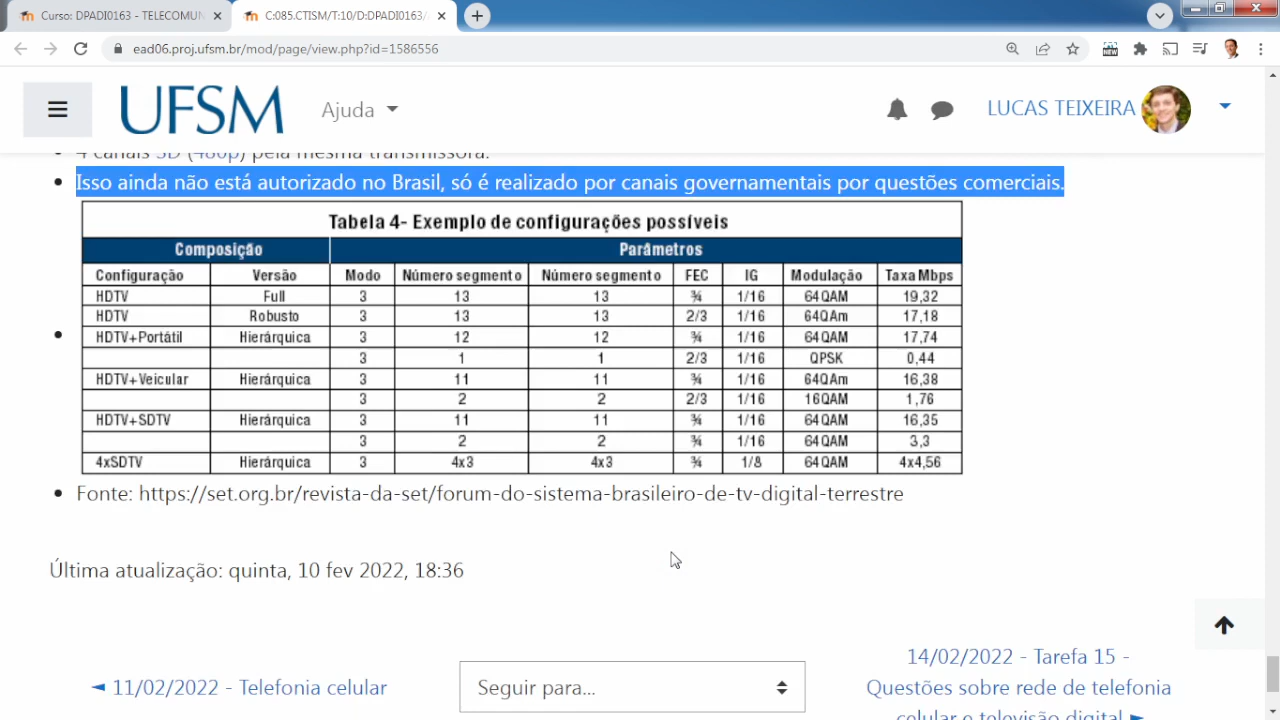 Curso: DPADI0163 - TELECOMUN
C:085.CTISM/T:10/D:DPADI0163/
ead06.proj.ufsm.br/mod/page/view.php?id=1586556
UFSM Ajuda LUCAS TEIXEIRA
4 canais SD (480p) pela mesma transmissora.
Isso ainda não está autorizado no Brasil, só é realizado por canais governamentais por questões comerciais.
Tabela 4- Exemplo de configurações possíveis
Composição Parâmetros
Configuração Versão Modo Número segmento Número segmento FEC IG Modulação Taxa Mbps
HDTV Full 3 13 13 ¾ 1/16 64QAM 19,32
HDTV Robusto 3 13 13 2/3 1/16 64QAm 17,18
HDTV+Portátil Hierárquica 3 12 12 ¾ 1/16 64QAM 17,74
3 1 1 2/3 1/16 QPSK 0,44
HDTV+Veicular Hierárquica 3 11 11 ¾ 1/16 64QAm 16,38
3 2 2 2/3 1/16 16QAM 1,76
HDTV+SDTV Hierárquica 3 11 11 ¾ 1/16 64QAM 16,35
3 2 2 ¾ 1/16 64QAM 3,3
4xSDTV Hierárquica 3 4x3 4x3 ¾ 1/8 64QAM 4x4,56
Fonte: https://set.org.br/revista-da-set/forum-do-sistema-brasileiro-de-tv-digital-terrestre
Última atualização: quinta, 10 fev 2022, 18:36
◄ 11/02/2022 - Telefonia celular
Seguir para...
14/02/2022 - Tarefa 15 -
Questões sobre rede de telefonia
celular e televisão digital ►